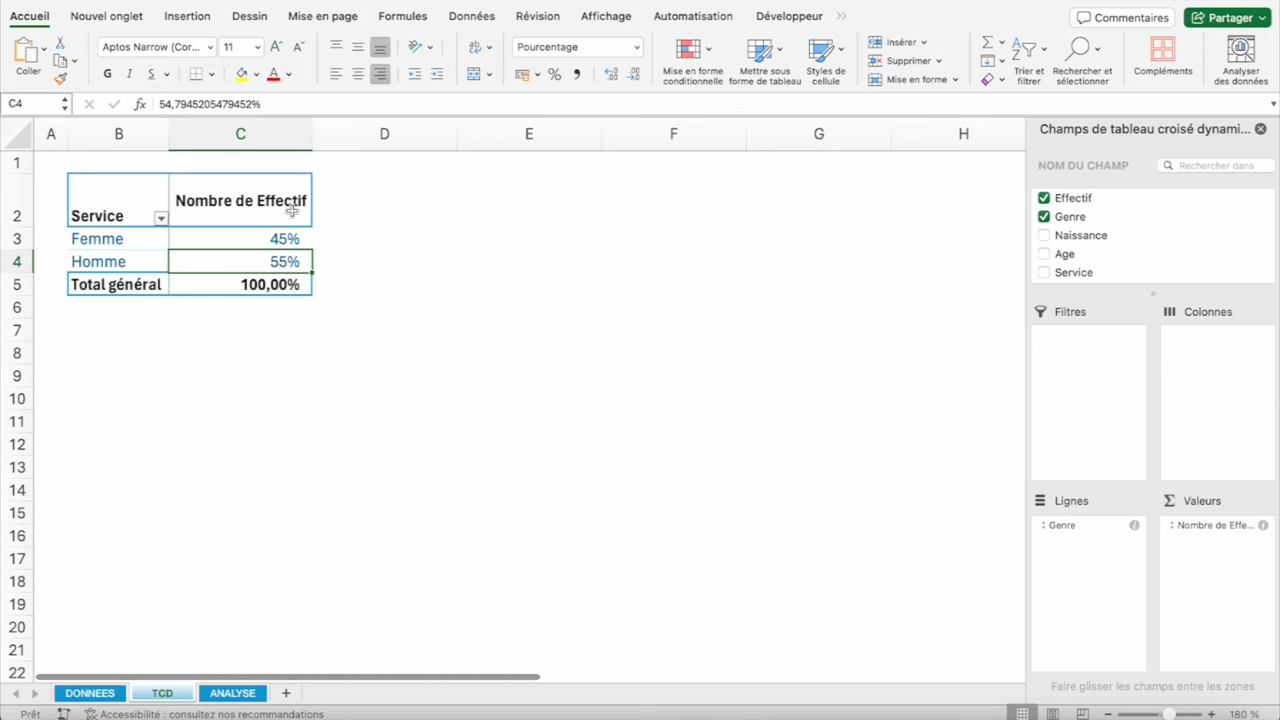 Accueil Nouvel onglet Insertion Dessin Mise en page Formules Données Révision Affichage Automatisation Développeur >> Commentaires Partager
Coller
Aptos Narrow (Cor... 11 A A
G I S A
Pourcentage
% ,
Mise en forme
conditionnelle
Mettre sous
forme de tableau
Styles de
cellule
Insérer
Supprimer
Mise en forme
Trier et
filtrer
Rechercher et
sélectionner
Compléments
Analyser
des données
C4 fx 54,7945205479452%
A B C D E F G H
1
2 Service Nombre de Effectif
3 Femme 45%
4 Homme 55%
5 Total général 100,00%
6
7
8
9
10
11
12
13
14
15
16
17
18
19
20
21
22
Champs de tableau croisé dynami...
NOM DU CHAMP Rechercher dans
Effectif
Genre
Naissance
Age
Service
Filtres Colonnes
Lignes Σ Valeurs
Genre Nombre de Effe...
Faire glisser les champs entre les zones
DONNEES TCD ANALYSE +
Prêt Accessibilité : consultez nos recommandations – + 180 %